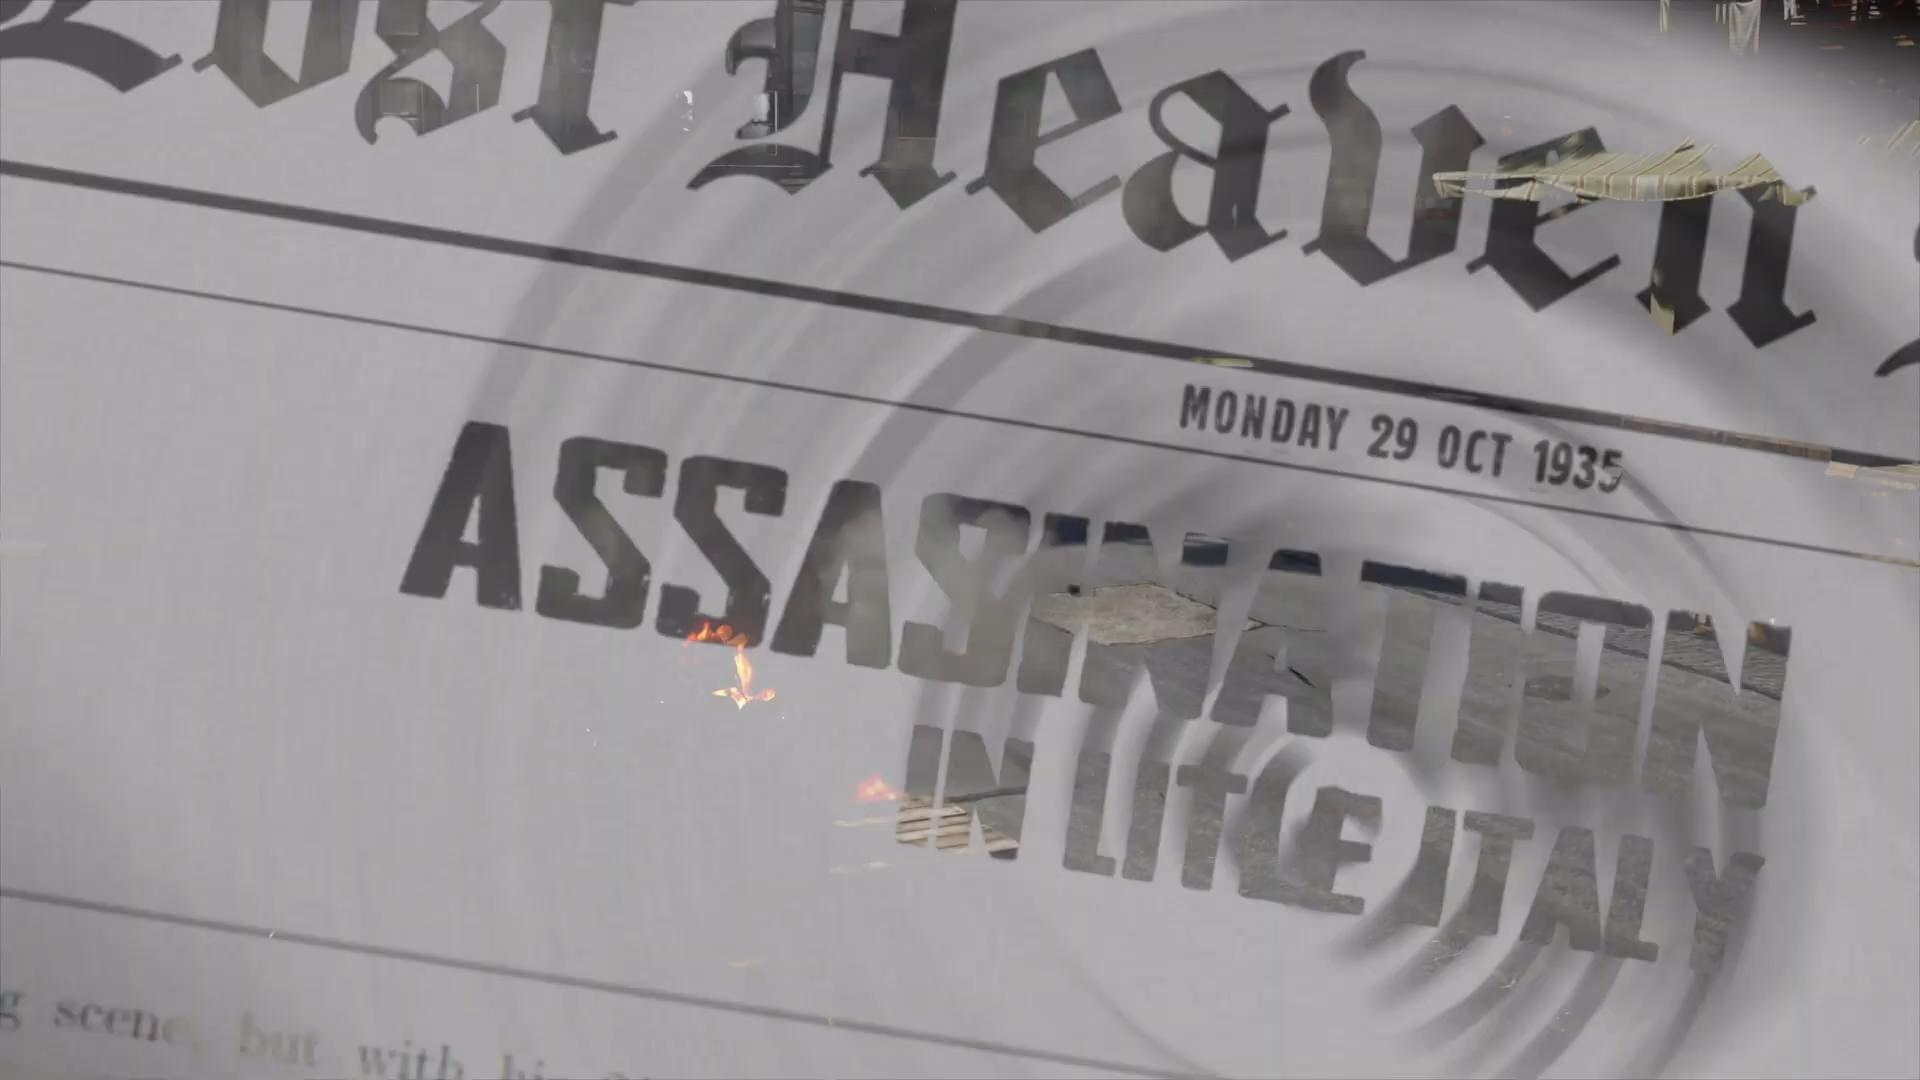 Lost Heaven
MONDAY 29 OCT 1935
ASSASINATION
IN LITLE ITALY
scene, but with